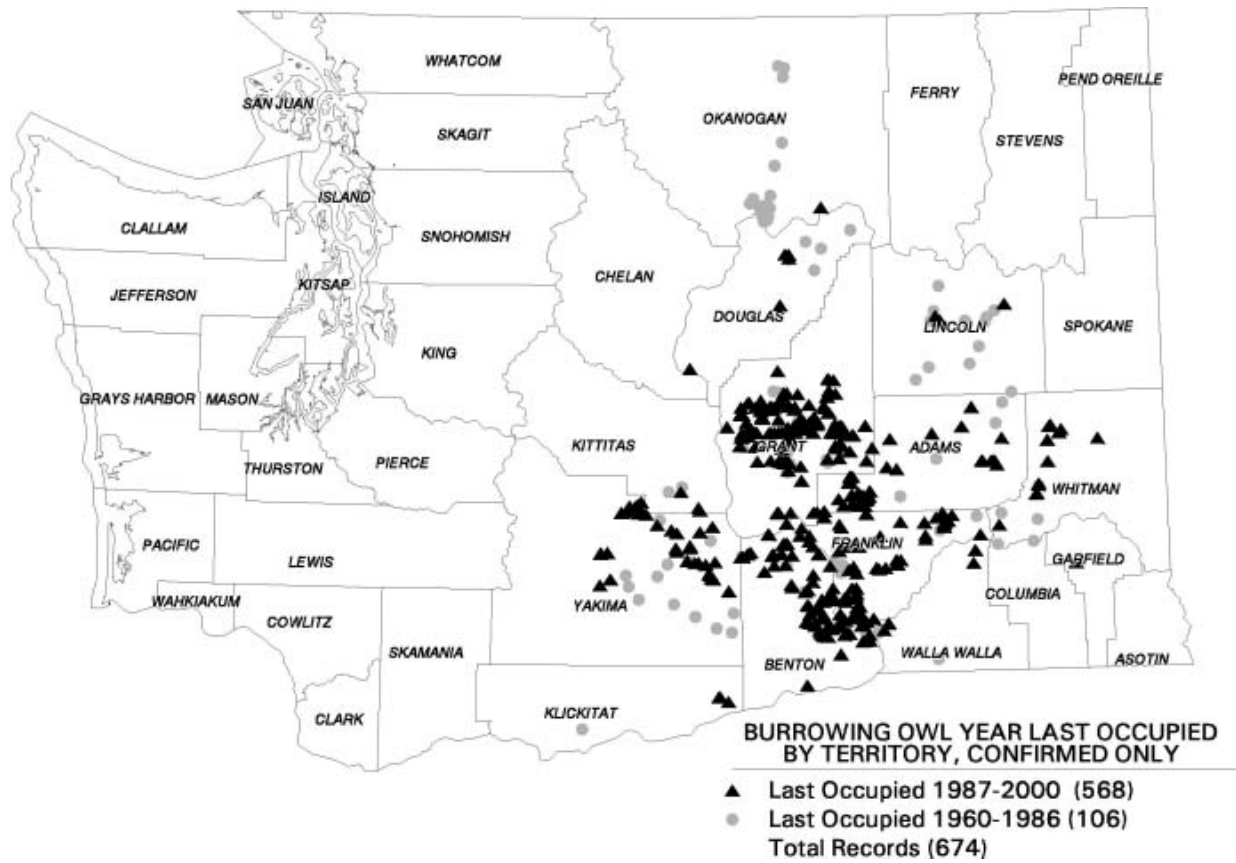 WHATCOM
SAN JUAN
SKAGIT
ISLAND
CLALLAM
SNOHOMISH
JEFFERSON
KITSAP
KING
GRAYS HARBOR
MASON
THURSTON
PIERCE
PACIFIC
LEWIS
WAHKIAKUM
COWLITZ
SKAMANIA
CLARK
OKANOGAN
FERRY
PEND OREILLE
STEVENS
CHELAN
DOUGLAS
LINCOLN
SPOKANE
KITTITAS
GRANT
ADAMS
WHITMAN
FRANKLIN
GARFIELD
COLUMBIA
YAKIMA
BENTON
WALLA WALLA
ASOTIN
KLICKITAT
BURROWING OWL YEAR LAST OCCUPIED
BY TERRITORY, CONFIRMED ONLY
Last Occupied 1987-2000 (568)
Last Occupied 1960-1986 (106)
Total Records (674)